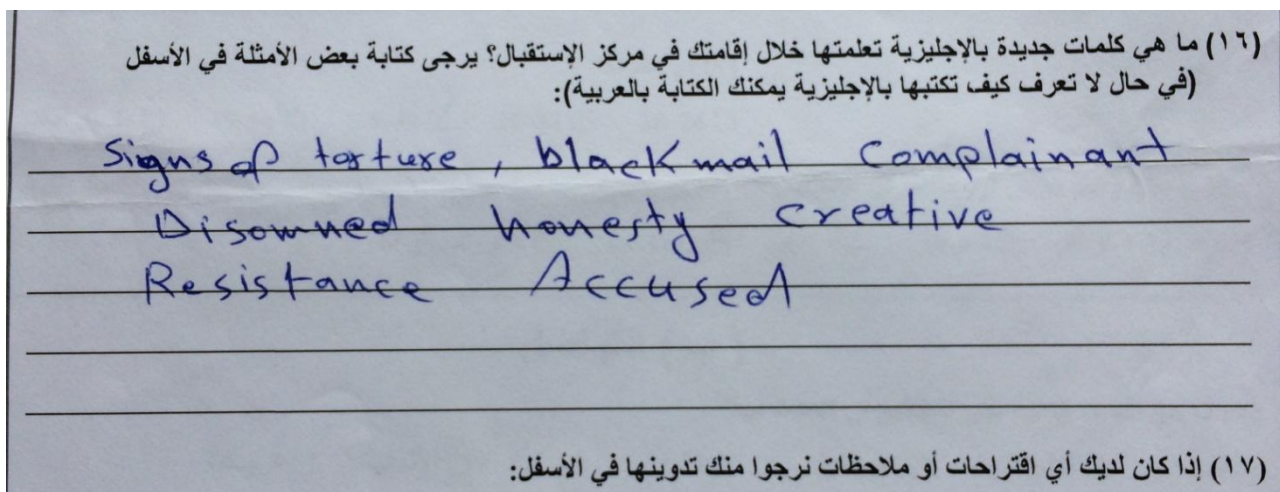 (١٦) ما هي كلمات جديدة بالإجليزية تعلمتها خلال إقامتك في مركز الإستقبال؟ يرجى كتابة بعض الأمثلة في الأسفل
(في حال لا تعرف كيف تكتبها بالإجليزية يمكنك الكتابة بالعربية):
Signs of torture, blackmail Complainant
Disowned honesty creative
Resistance Accused
(١٧) إذا كان لديك أي اقتراحات أو ملاحظات نرجوا منك تدوينها في الأسفل: